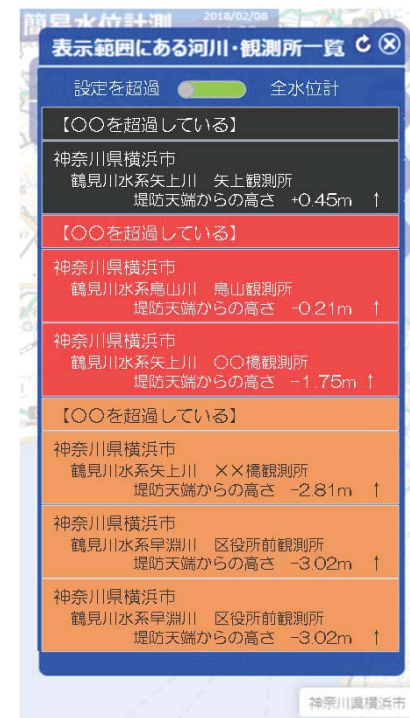 簡易水位計測 2018/02/08
表示範囲にある河川・観測所一覧
設定を超過 全水位計
【〇〇を超過している】
神奈川県横浜市
鶴見川水系矢上川 矢上観測所
堤防天端からの高さ +0.45m ↑
【〇〇を超過している】
神奈川県横浜市
鶴見川水系鳥山川 鳥山観測所
堤防天端からの高さ -0.21m ↑
神奈川県横浜市
鶴見川水系矢上川 〇〇橋観測所
堤防天端からの高さ -1.75m ↑
【〇〇を超過している】
神奈川県横浜市
鶴見川水系矢上川 ××橋観測所
堤防天端からの高さ -2.81m ↑
神奈川県横浜市
鶴見川水系早淵川 区役所前観測所
堤防天端からの高さ -3.02m ↑
神奈川県横浜市
鶴見川水系早淵川 区役所前観測所
堤防天端からの高さ -3.02m ↑
神奈川県横浜市